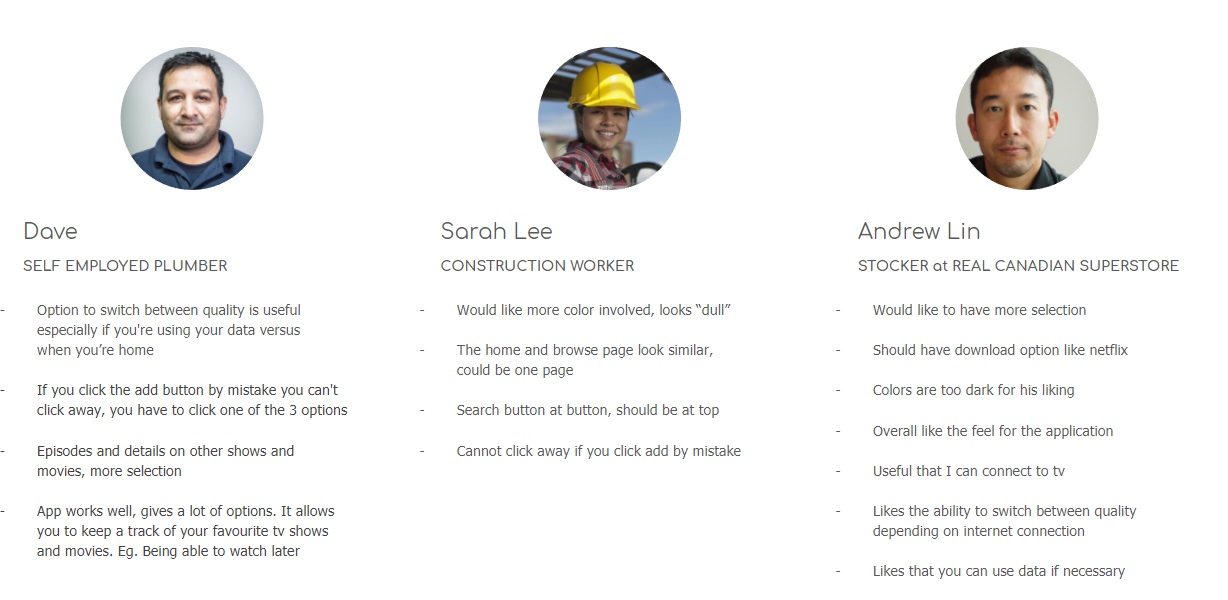 Dave
SELF EMPLOYED PLUMBER
- Option to switch between quality is useful
especially if you're using your data versus
when you’re home
- If you click the add button by mistake you can't
click away, you have to click one of the 3 options
- Episodes and details on other shows and
movies, more selection
- App works well, gives a lot of options. It allows
you to keep a track of your favourite tv shows
and movies. Eg. Being able to watch later
Sarah Lee
CONSTRUCTION WORKER
- Would like more color involved, looks “dull”
- The home and browse page look similar,
could be one page
- Search button at button, should be at top
- Cannot click away if you click add by mistake
Andrew Lin
STOCKER at REAL CANADIAN SUPERSTORE
- Would like to have more selection
- Should have download option like netflix
- Colors are too dark for his liking
- Overall like the feel for the application
- Useful that I can connect to tv
- Likes the ability to switch between quality
depending on internet connection
- Likes that you can use data if necessary